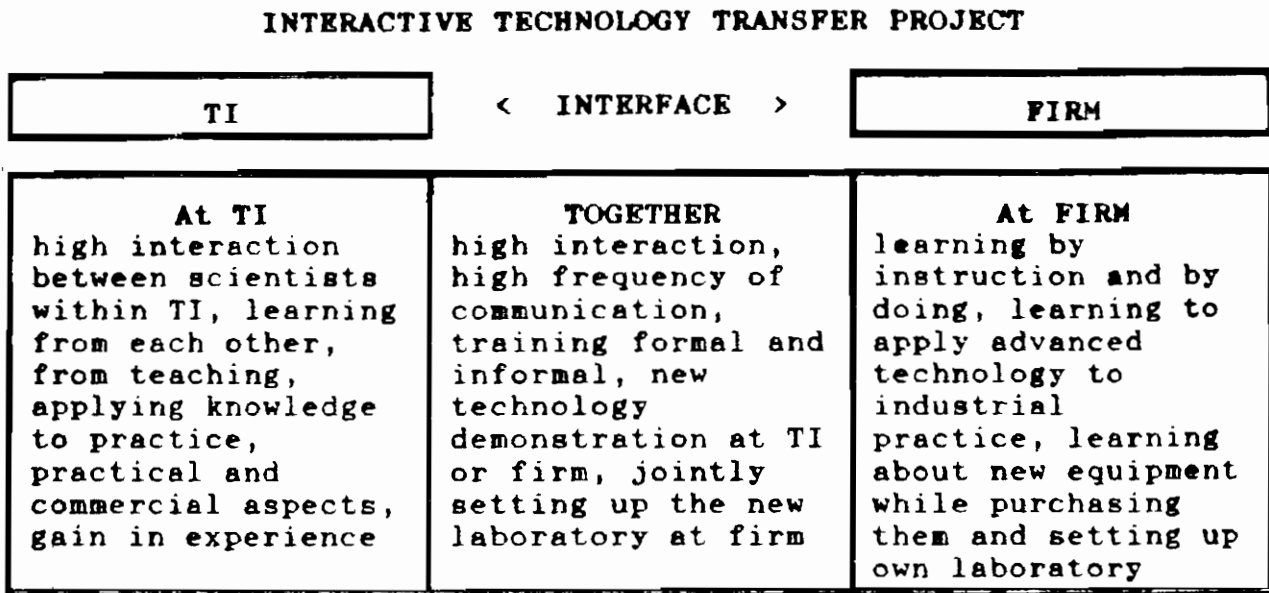 INTERACTIVE TECHNOLOGY TRANSFER PROJECT
TI
< INTERFACE >
FIRM
At TI
high interaction
between scientists
within TI, learning
from each other,
from teaching,
applying knowledge
to practice,
practical and
commercial aspects,
gain in experience
TOGETHER
high interaction,
high frequency of
communication,
training formal and
informal, new
technology
demonstration at TI
or firm, jointly
setting up the new
laboratory at firm
At FIRM
learning by
instruction and by
doing, learning to
apply advanced
technology to
industrial
practice, learning
about new equipment
while purchasing
them and setting up
own laboratory